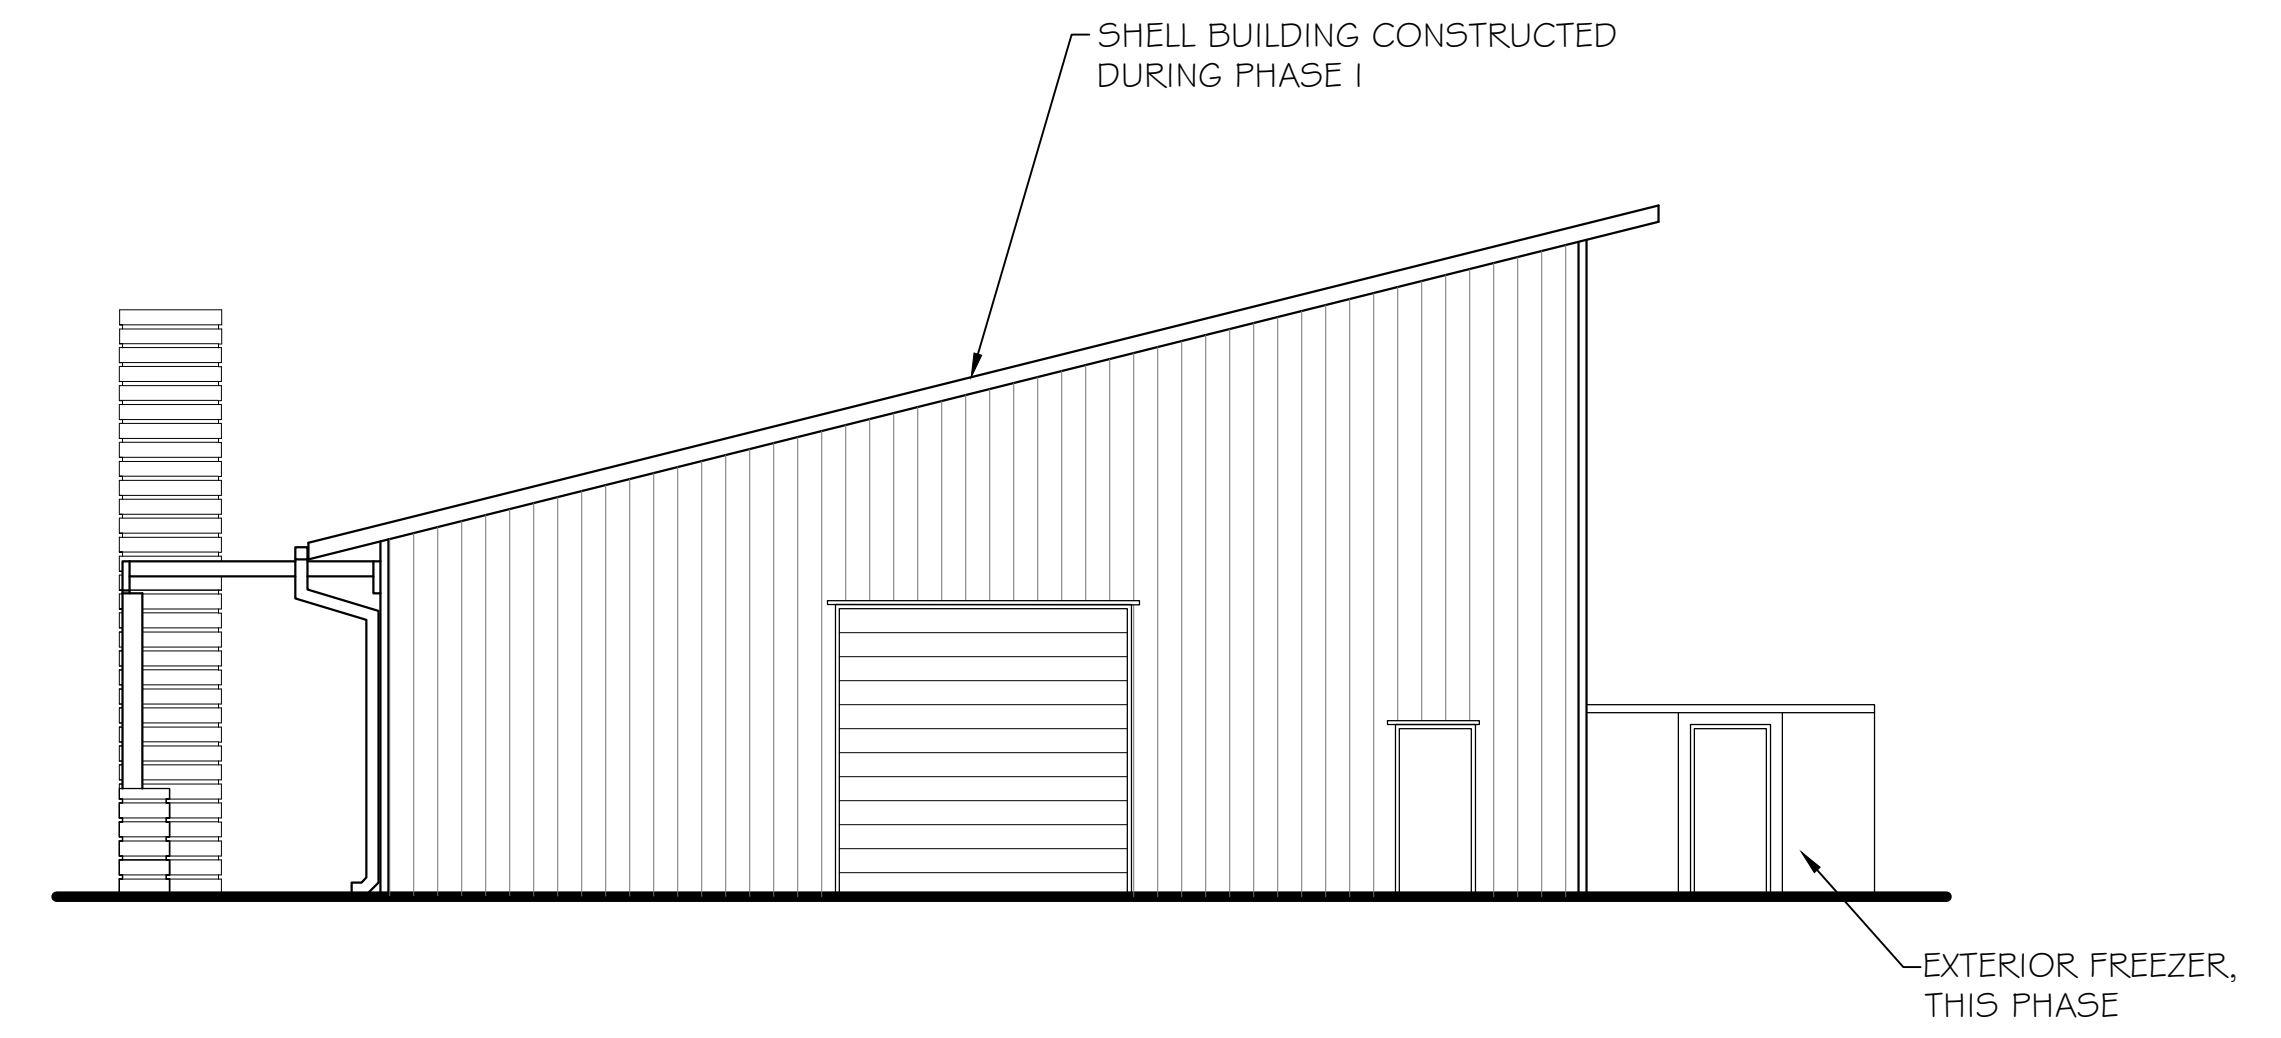 SHELL BUILDING CONSTRUCTED
DURING PHASE I
EXTERIOR FREEZER,
THIS PHASE